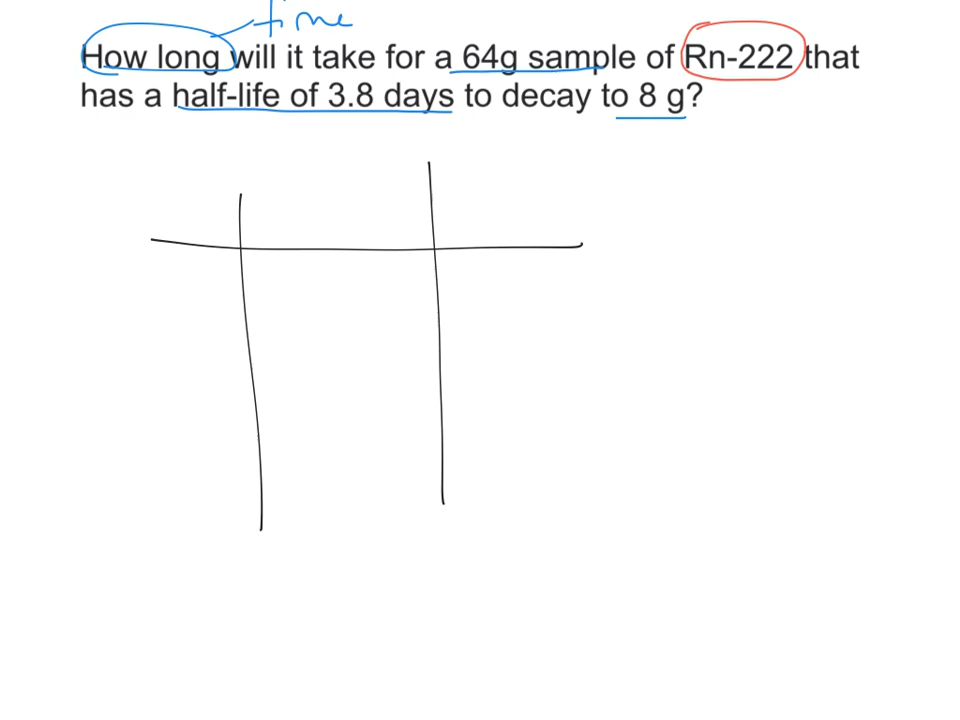 time
How long will it take for a 64g sample of Rn-222 that
has a half-life of 3.8 days to decay to 8 g?